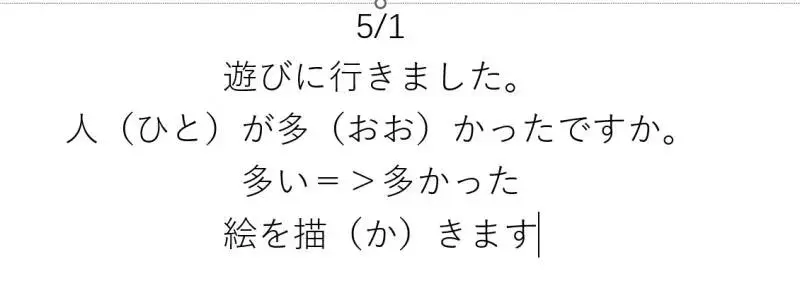 5/1
遊びに行きました。
人（ひと）が多（おお）かったですか。
多い＝＞多かった
絵を描（か）きます